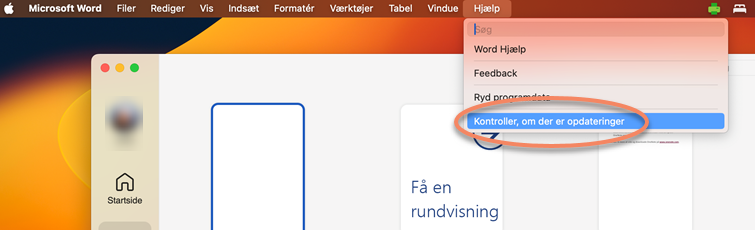 Microsoft Word Filer Rediger Vis Indsæt Formatér Værktøjer Tabel Vindue Hjælp
Søg
Word Hjælp
Feedback
Ryd programdata
Kontroller, om der er opdateringer
Få en
rundvisning
Startside